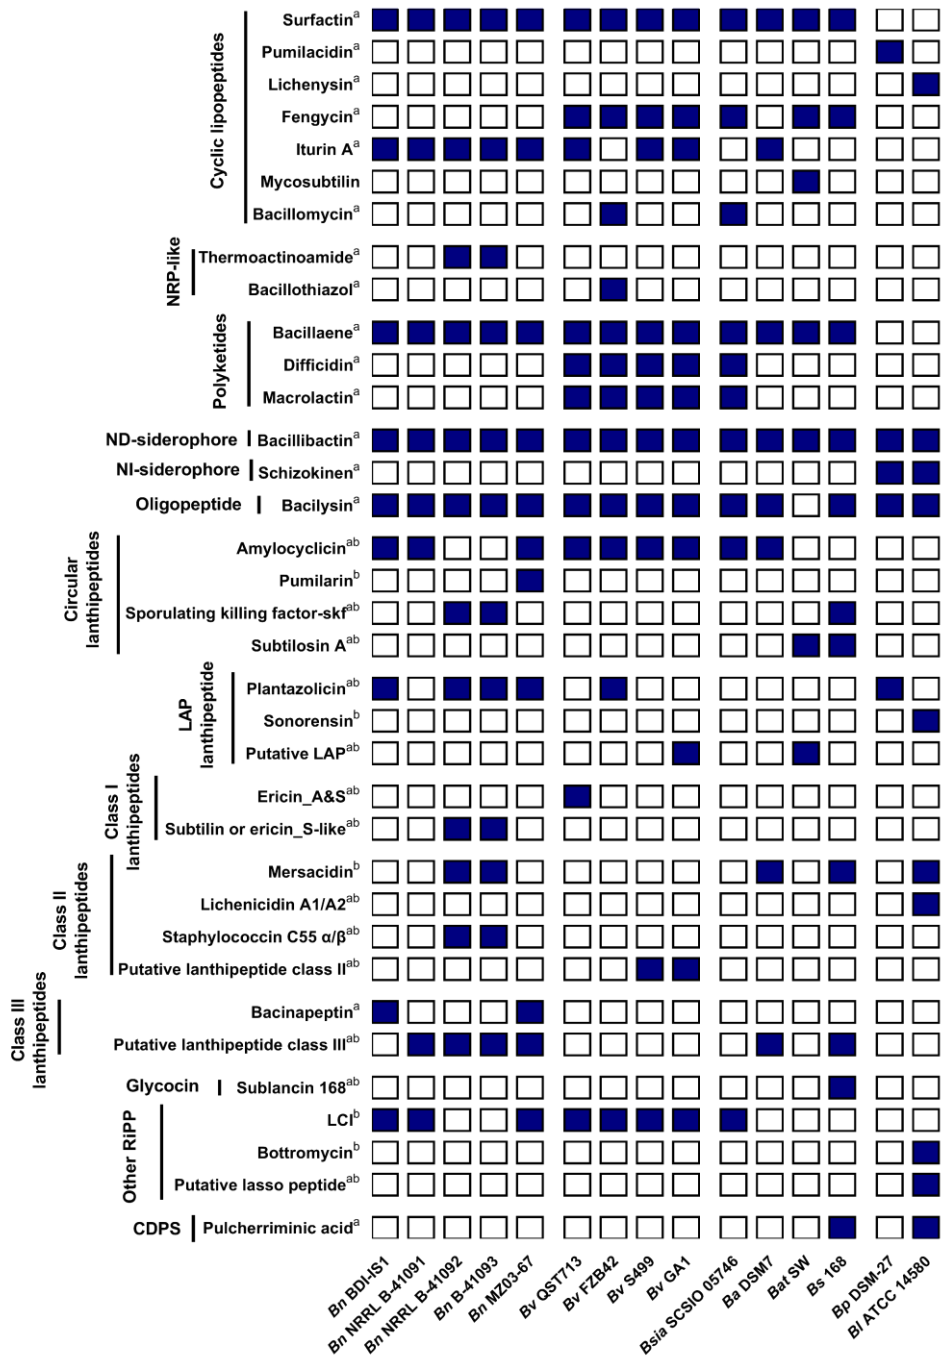 Cyclic lipopeptides
Surfactin^a
Pumilacidin^a
Lichenysin^a
Fengycin^a
Iturin A^a
Mycosubtilin
Bacillomycin^a
NRP-like
Thermoactinoamide^a
Bacillothiazol^a
Polyketides
Bacillaene^a
Difficidin^a
Macrolactin^a
ND-siderophore
Bacillibactin^a
NI-siderophore
Schizokinen^a
Oligopeptide
Bacilysin^a
Circular
lanthipeptides
Amylocyclicin^ab
Pumilarin^b
Sporulating killing factor-skf^ab
Subtilosin A^ab
LAP
lanthipeptide
Plantazolicin^ab
Sonorensin^b
Putative LAP^ab
Class I
lanthipeptides
Ericin_A&S^ab
Subtilin or ericin_S-like^ab
Class II
lanthipeptides
Mersacidin^b
Lichenicidin A1/A2^ab
Staphylococcin C55 α/β^ab
Putative lanthipeptide class II^ab
Class III
lanthipeptides
Bacinapeptin^a
Putative lanthipeptide class III^ab
Glycocin
Sublancin 168^ab
Other RiPP
LCI^b
Bottromycin^b
Putative lasso peptide^ab
CDPS
Pulcherriminic acid^a
Bn BDI-IS1
Bn NRRL B-41091
Bn NRRL B-41092
Bn B-41093
Bn MZ03-67
Bv QST713
Bv FZB42
Bv S499
Bv GA1
Bsia SCSIO 05746
Ba DSM7
Bat SW
Bs 168
Bp DSM-27
Bl ATCC 14580